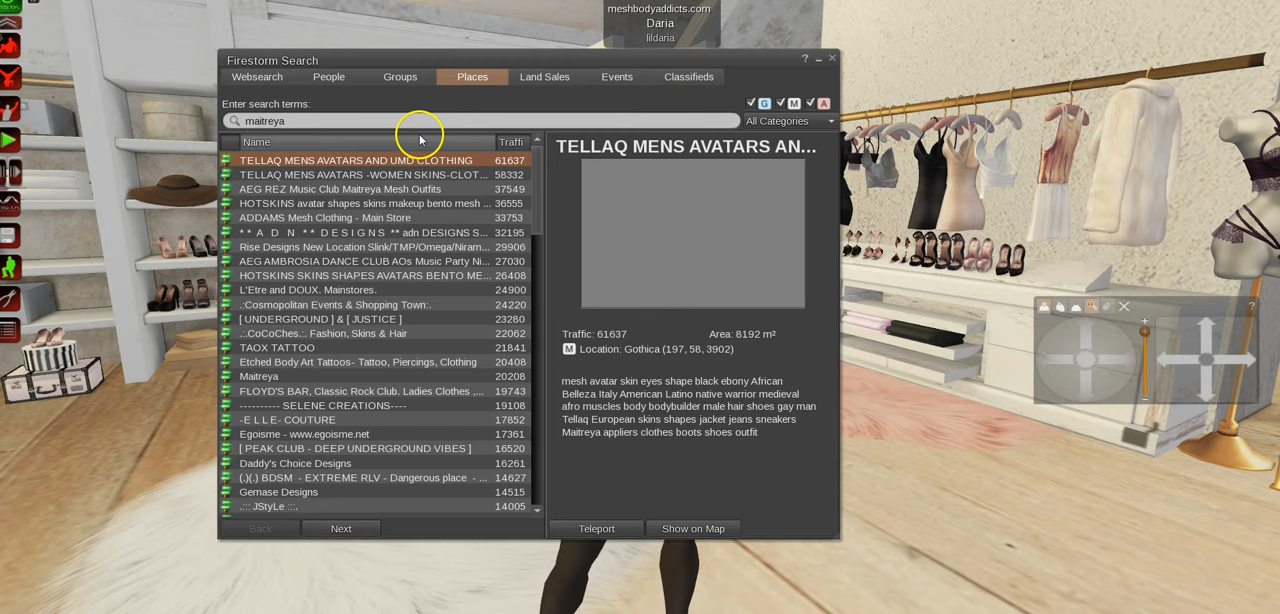 meshbodyaddicts.com
Daria
lildaria
Firestorm Search
?
Websearch
People
Groups
Places
Land Sales
Events
Classifieds
Enter search terms:
G
M
A
maitreya
All Categories
Name
Traffi
TELLAQ MENS AVATARS AND UMD CLOTHING 61637
TELLAQ MENS AVATARS -WOMEN SKINS-CLOT... 58332
AEG REZ Music Club Maitreya Mesh Outfits 37549
HOTSKINS avatar shapes skins makeup bento mesh ... 36555
ADDAMS Mesh Clothing - Main Store 33753
* * A D N * * D E S I G N S ** adn DESIGNS S... 32195
Rise Designs New Location Slink/TMP/Omega/Niram... 29906
AEG AMBROSIA DANCE CLUB AOs Music Party Ni... 27030
HOTSKINS SKINS SHAPES AVATARS BENTO ME... 26408
L'Etre and DOUX. Mainstores. 24900
.:Cosmopolitan Events & Shopping Town:. 24220
[ UNDERGROUND ] & [ JUSTICE ] 23280
.:.CoCoChes.:. Fashion, Skins & Hair 22062
TAOX TATTOO 21841
Etched Body Art Tattoos- Tattoo, Piercings, Clothing 20408
Maitreya 20208
FLOYD'S BAR, Classic Rock Club. Ladies Clothes ,... 19743
---------- SELENE CREATIONS---- 19108
-E L L E- COUTURE 17852
Egoisme - www.egoisme.net 17361
[ PEAK CLUB - DEEP UNDERGROUND VIBES ] 16520
Daddy's Choice Designs 16261
(.)(.) BDSM - EXTREME RLV - Dangerous place - ... 14627
Gemase Designs 14515
.::: JStyLe :::. 14005
Back
Next
TELLAQ MENS AVATARS AN...
Traffic: 61637
Area: 8192 m²
M Location: Gothica (197, 58, 3902)
mesh avatar skin eyes shape black ebony African
Belleza Italy American Latino native warrior medieval
afro muscles body bodybuilder male hair shoes gay man
Tellaq European skins shapes jacket jeans sneakers
Maitreya appliers clothes boots shoes outfit
Teleport
Show on Map
?